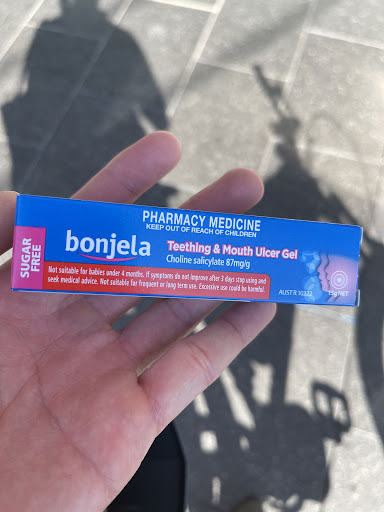 PHARMACY MEDICINE
KEEP OUT OF REACH OF CHILDREN
SUGAR FREE
bonjela
Teething & Mouth Ulcer Gel
Choline salicylate 87mg/g
Not suitable for babies under 4 months. If symptoms do not improve after 3 days stop using and
seek medical advice. Not suitable for frequent or long term use. Excessive use could be harmful.
AUST R 10322
15g NET